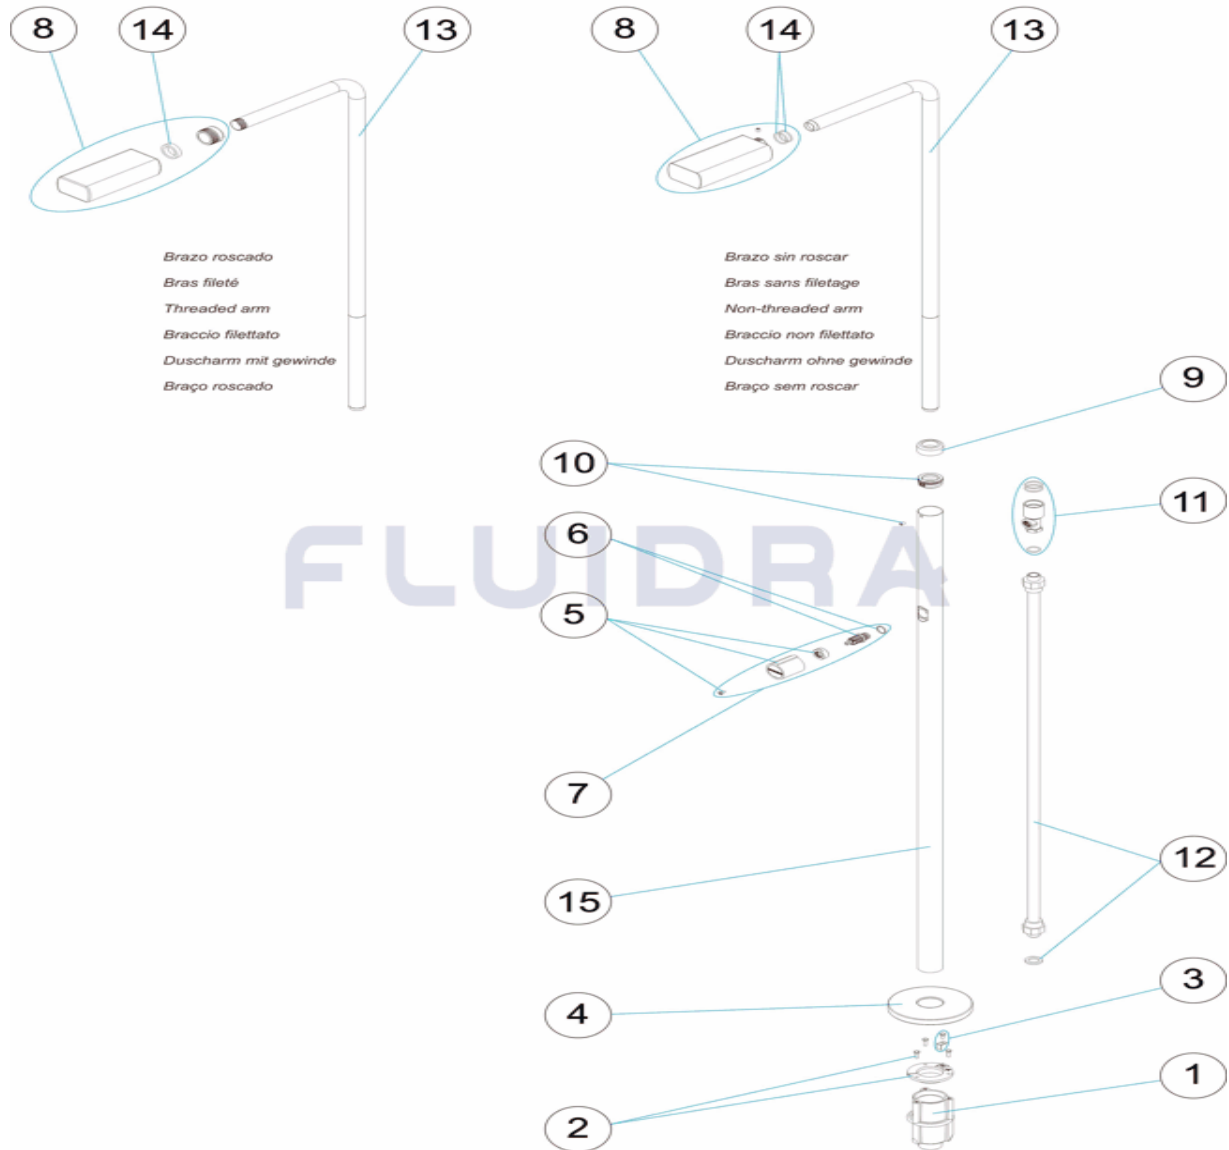 8
14
13
8
14
13
Brazo roscado
Bras fileté
Threaded arm
Braccio filettato
Duscharm mit gewinde
Braço roscado
Brazo sin roscar
Bras sans filetage
Non-threaded arm
Braccio non filettato
Duscharm ohne gewinde
Braço sem roscar
9
10
11
6
FLUIDRA
5
7
12
15
3
4
1
2